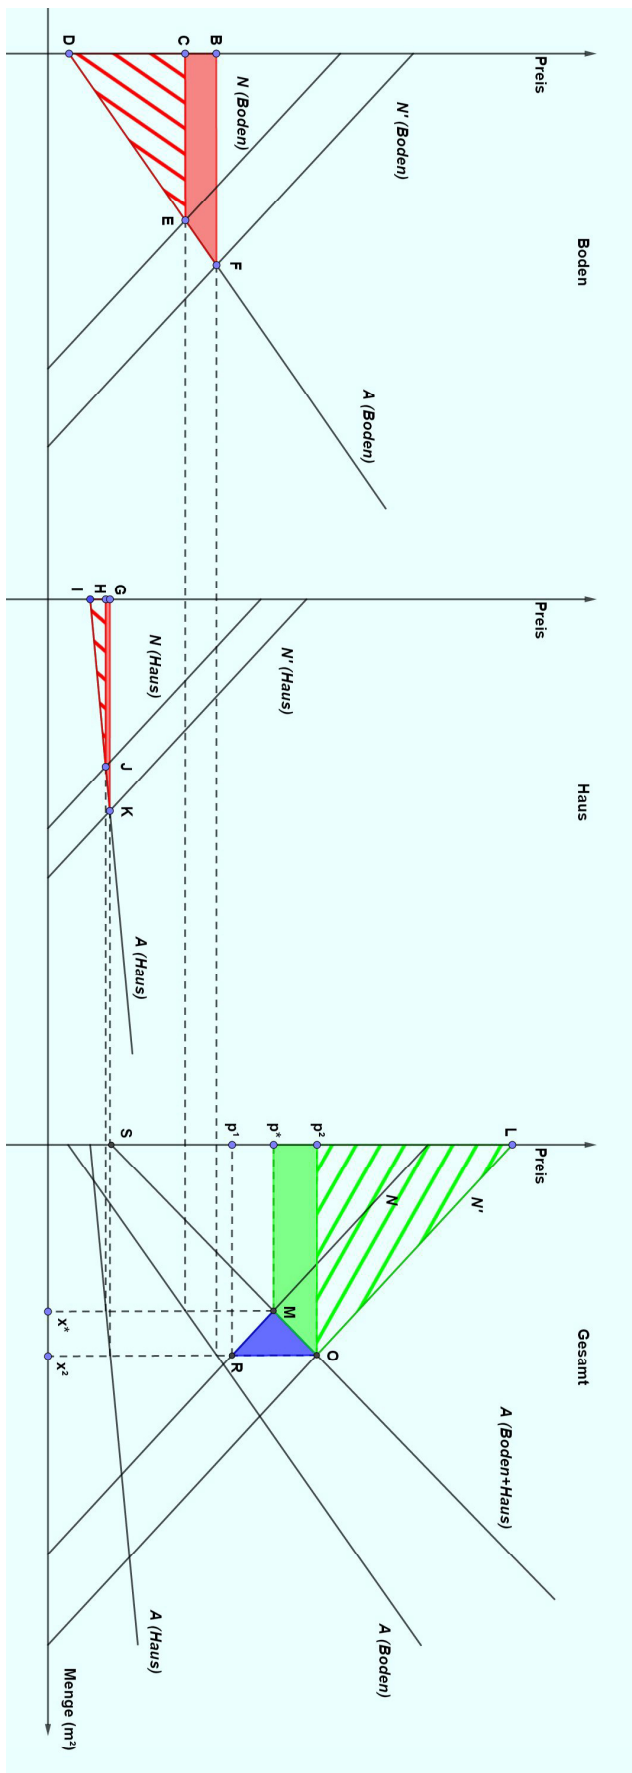 Boden
Preis
N' (Boden)
N (Boden)
A (Boden)
B
C
D
E
F
Haus
Preis
N' (Haus)
N (Haus)
A (Haus)
G
H
I
J
K
Gesamt
Preis
L
N'
N
p²
p*
p¹
S
M
O
R
A (Boden+Haus)
A (Boden)
A (Haus)
x*
x²
Menge (m²)